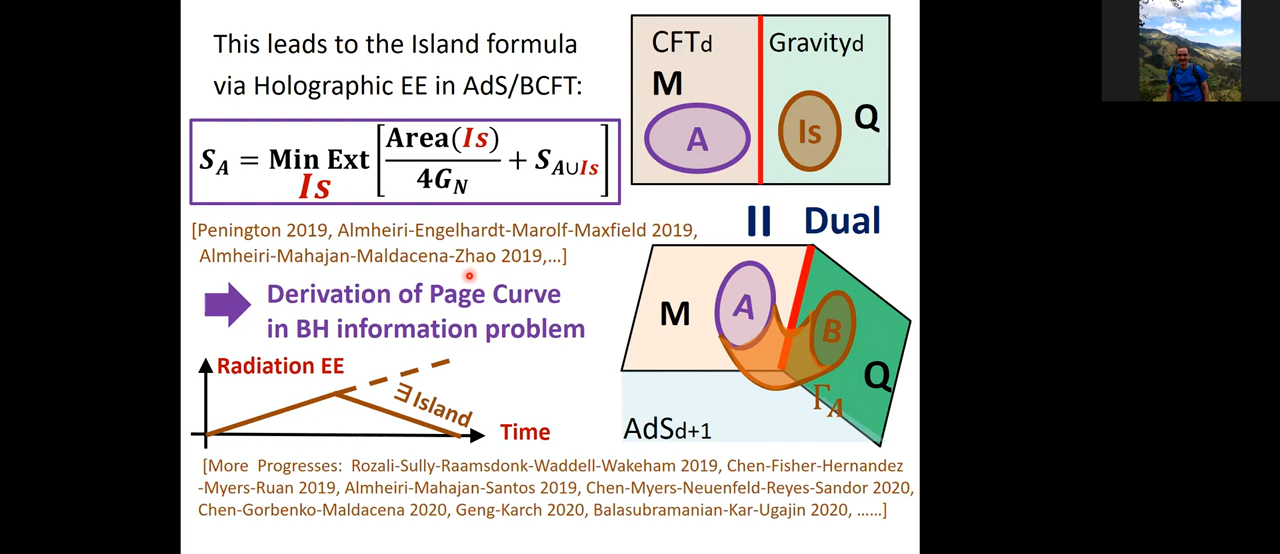 This leads to the Island formula
via Holographic EE in AdS/BCFT:
S_A = Min Ext [ Area(Is) / 4G_N + S_A∪Is ]
Is
[Penington 2019, Almheiri-Engelhardt-Marolf-Maxfield 2019,
Almheiri-Mahajan-Maldacena-Zhao 2019,…]
Derivation of Page Curve
in BH information problem
Radiation EE
∃ Island
Time
CFTd
Gravityd
M
Q
A
Is
II Dual
M
A
B
Q
Γ_A
AdSd+1
[More Progresses: Rozali-Sully-Raamsdonk-Waddell-Wakeham 2019, Chen-Fisher-Hernandez
-Myers-Ruan 2019, Almheiri-Mahajan-Santos 2019, Chen-Myers-Neuenfeld-Reyes-Sandor 2020,
Chen-Gorbenko-Maldacena 2020, Geng-Karch 2020, Balasubramanian-Kar-Ugajin 2020, ……]